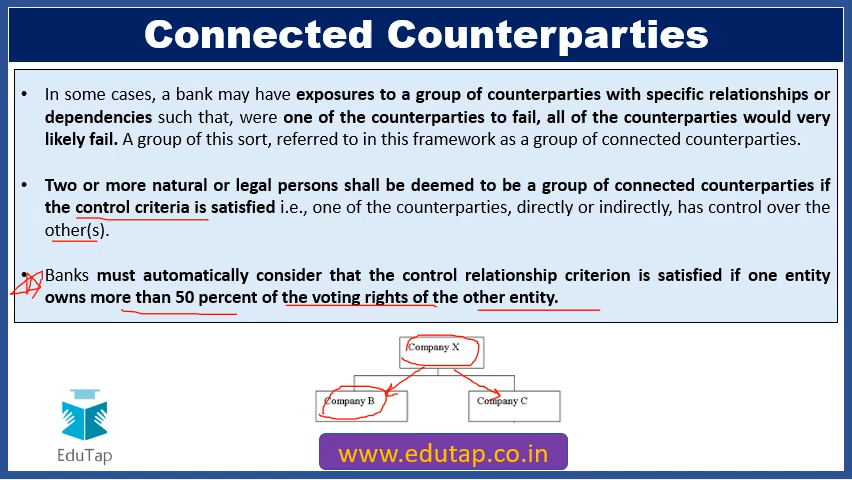 Connected Counterparties
• In some cases, a bank may have exposures to a group of counterparties with specific relationships or
dependencies such that, were one of the counterparties to fail, all of the counterparties would very
likely fail. A group of this sort, referred to in this framework as a group of connected counterparties.
• Two or more natural or legal persons shall be deemed to be a group of connected counterparties if
the control criteria is satisfied i.e., one of the counterparties, directly or indirectly, has control over the
other(s).
• Banks must automatically consider that the control relationship criterion is satisfied if one entity
owns more than 50 percent of the voting rights of the other entity.
Company X
Company B
Company C
EduTap
www.edutap.co.in